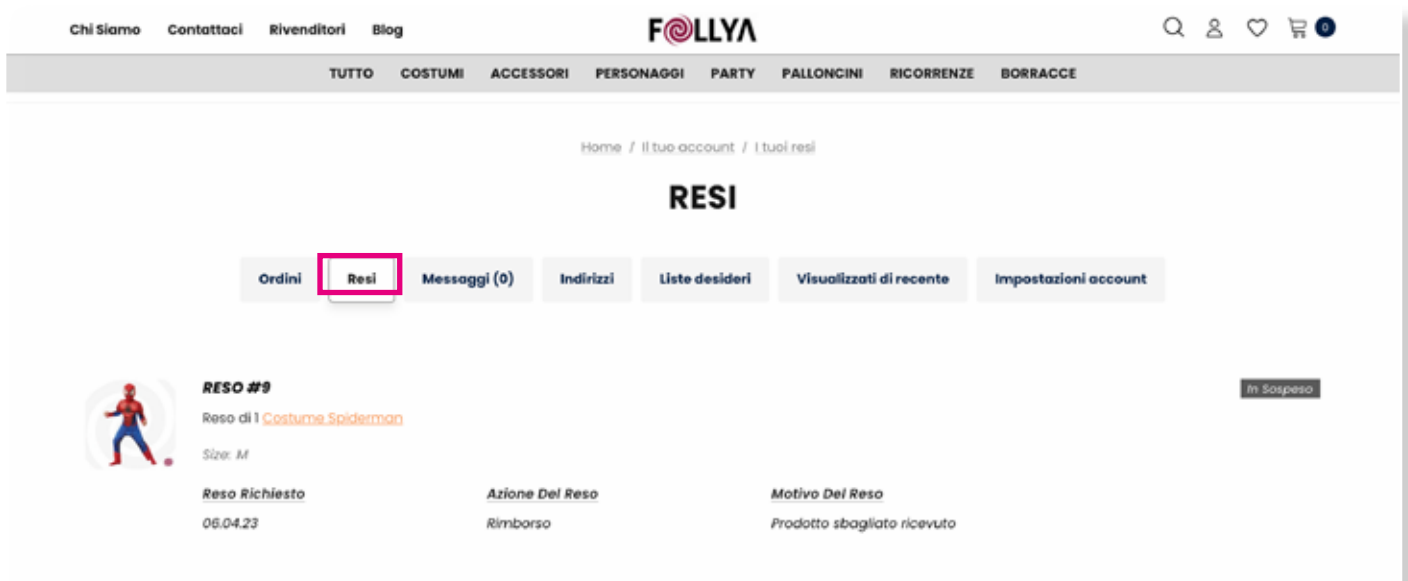 Chi Siamo Contattaci Rivenditori Blog FOLLYA 0
TUTTO COSTUMI ACCESSORI PERSONAGGI PARTY PALLONCINI RICORRENZE BORRACCE
Home / Il tuo account / I tuoi resi
RESI
Ordini Resi Messaggi (0) Indirizzi Liste desideri Visualizzati di recente Impostazioni account
RESO #9 In Sospeso
Reso di 1 Costume Spiderman
Size: M
Reso Richiesto Azione Del Reso Motivo Del Reso
06.04.23 Rimborso Prodotto sbagliato ricevuto